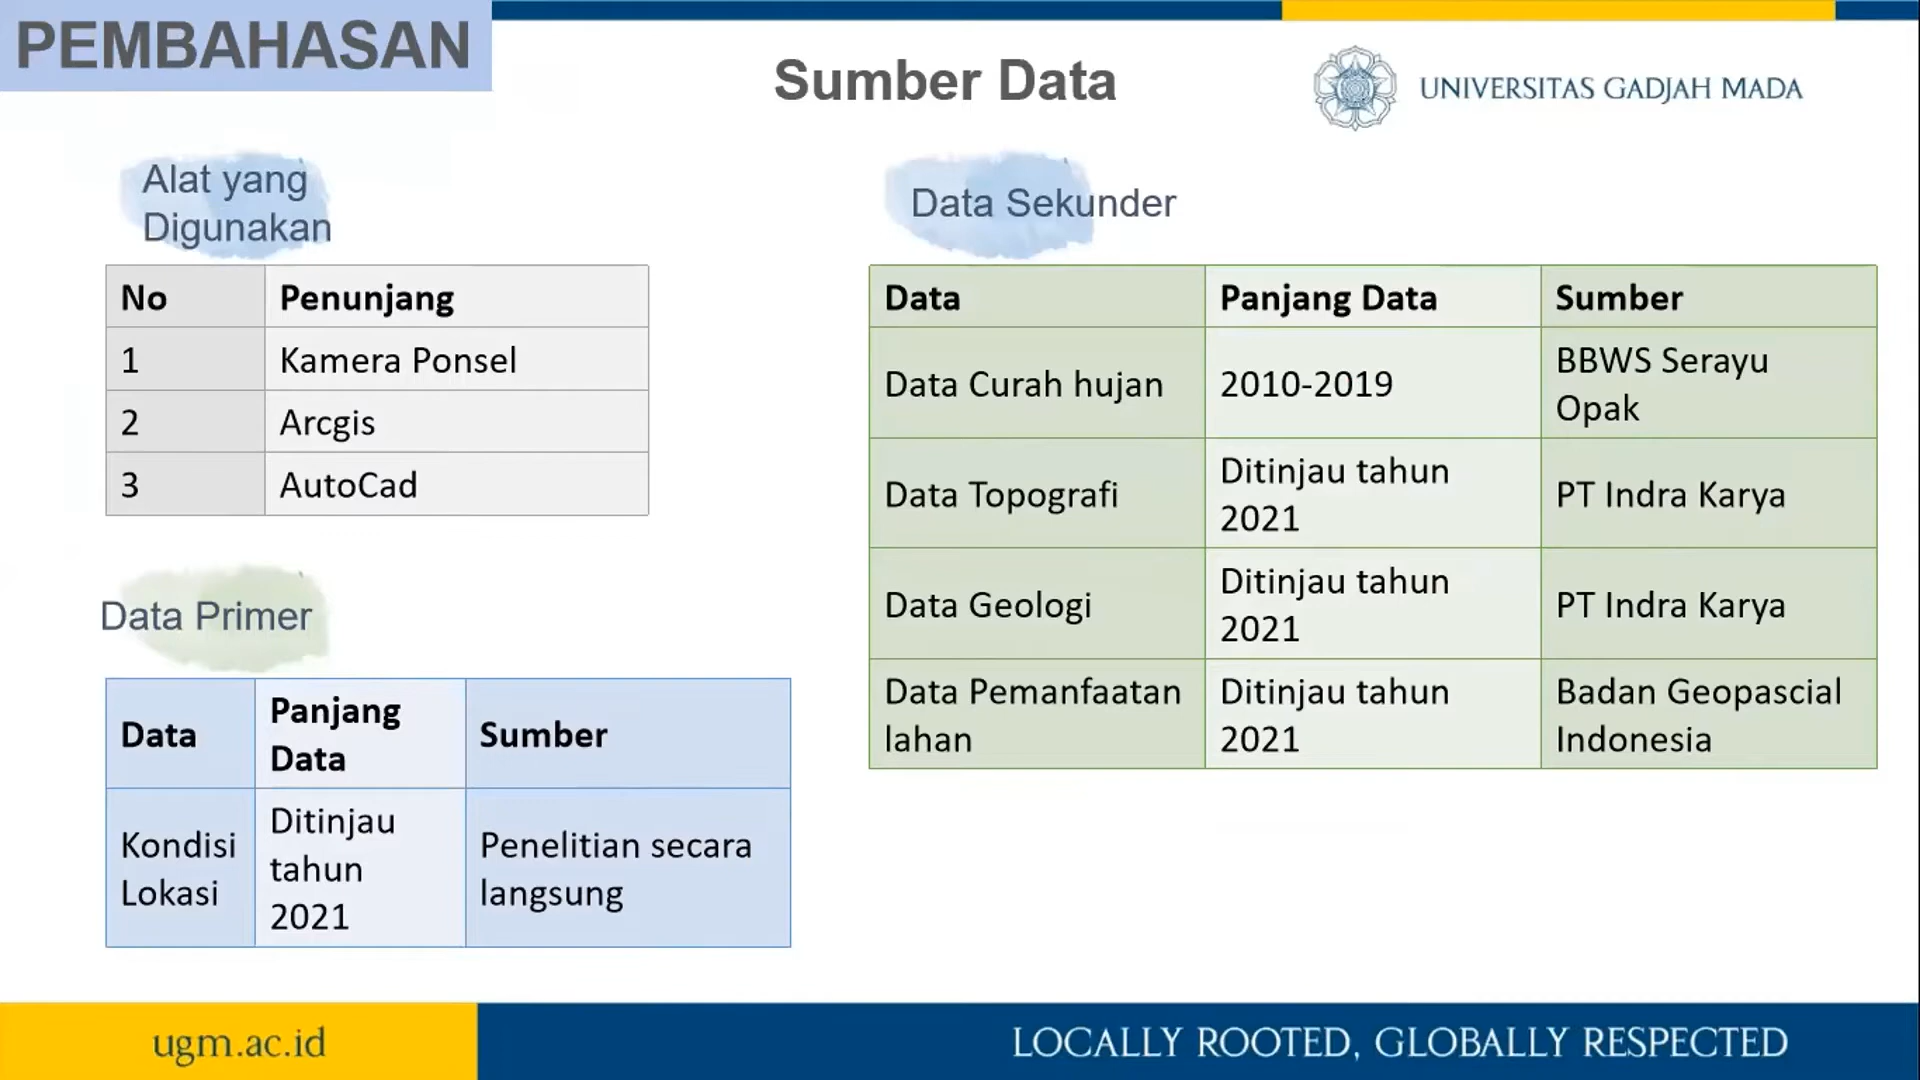 PEMBAHASAN
Sumber Data
UNIVERSITAS GADJAH MADA
Alat yang
Digunakan
No Penunjang
1 Kamera Ponsel
2 Arcgis
3 AutoCad
Data Primer
Data Panjang Data Sumber
Kondisi Lokasi Ditinjau tahun 2021 Penelitian secara langsung
Data Sekunder
Data Panjang Data Sumber
Data Curah hujan 2010-2019 BBWS Serayu Opak
Data Topografi Ditinjau tahun 2021 PT Indra Karya
Data Geologi Ditinjau tahun 2021 PT Indra Karya
Data Pemanfaatan lahan Ditinjau tahun 2021 Badan Geopascial Indonesia
ugm.ac.id
LOCALLY ROOTED, GLOBALLY RESPECTED